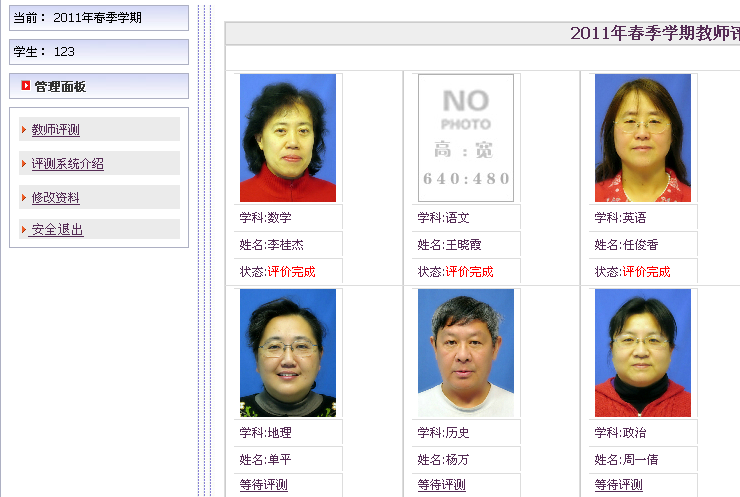 当前： 2011年春季学期
学生： 123
管理面板
教师评测
评测系统介绍
修改资料
安全退出
2011年春季学期教师评
NO
PHOTO
高：宽
640:480
学科:数学
学科:语文
学科:英语
姓名:李桂杰
姓名:王晓霞
姓名:任俊香
状态:评价完成
状态:评价完成
状态:评价完成
学科:地理
学科:历史
学科:政治
姓名:单平
姓名:杨万
姓名:周一倩
等待评测
等待评测
等待评测